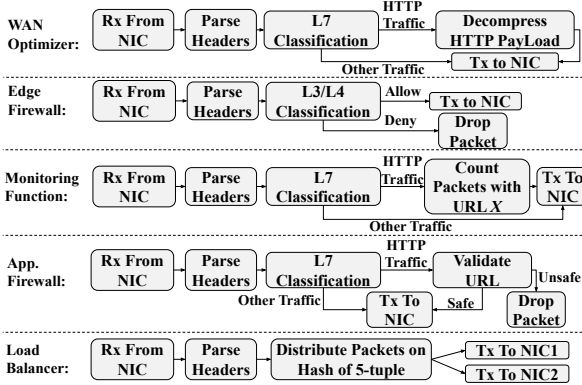 WAN
Optimizer:
Rx From
NIC
Parse
Headers
L7
Classification
HTTP
Traffic
Decompress
HTTP PayLoad
Other Traffic
Tx to NIC
Edge
Firewall:
Rx From
NIC
Parse
Headers
L3/L4
Classification
Allow
Tx to NIC
Deny
Drop
Packet
Monitoring
Function:
Rx From
NIC
Parse
Headers
L7
Classification
HTTP
Traffic
Count
Packets with
URL X
Tx To
NIC
Other Traffic
App.
Firewall:
Rx From
NIC
Parse
Headers
L7
Classification
HTTP
Traffic
Validate
URL
Unsafe
Other Traffic
Tx To
NIC
Safe
Drop
Packet
Load
Balancer:
Rx From
NIC
Parse
Headers
Distribute Packets on
Hash of 5-tuple
Tx To NIC1
Tx To NIC2